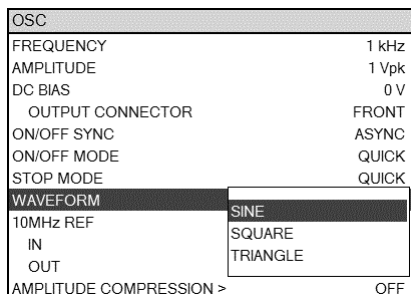 OSC
FREQUENCY 1 kHz
AMPLITUDE 1 Vpk
DC BIAS 0 V
OUTPUT CONNECTOR FRONT
ON/OFF SYNC ASYNC
ON/OFF MODE QUICK
STOP MODE QUICK
WAVEFORM
SINE
10MHz REF
SQUARE
IN
TRIANGLE
OUT
AMPLITUDE COMPRESSION > OFF